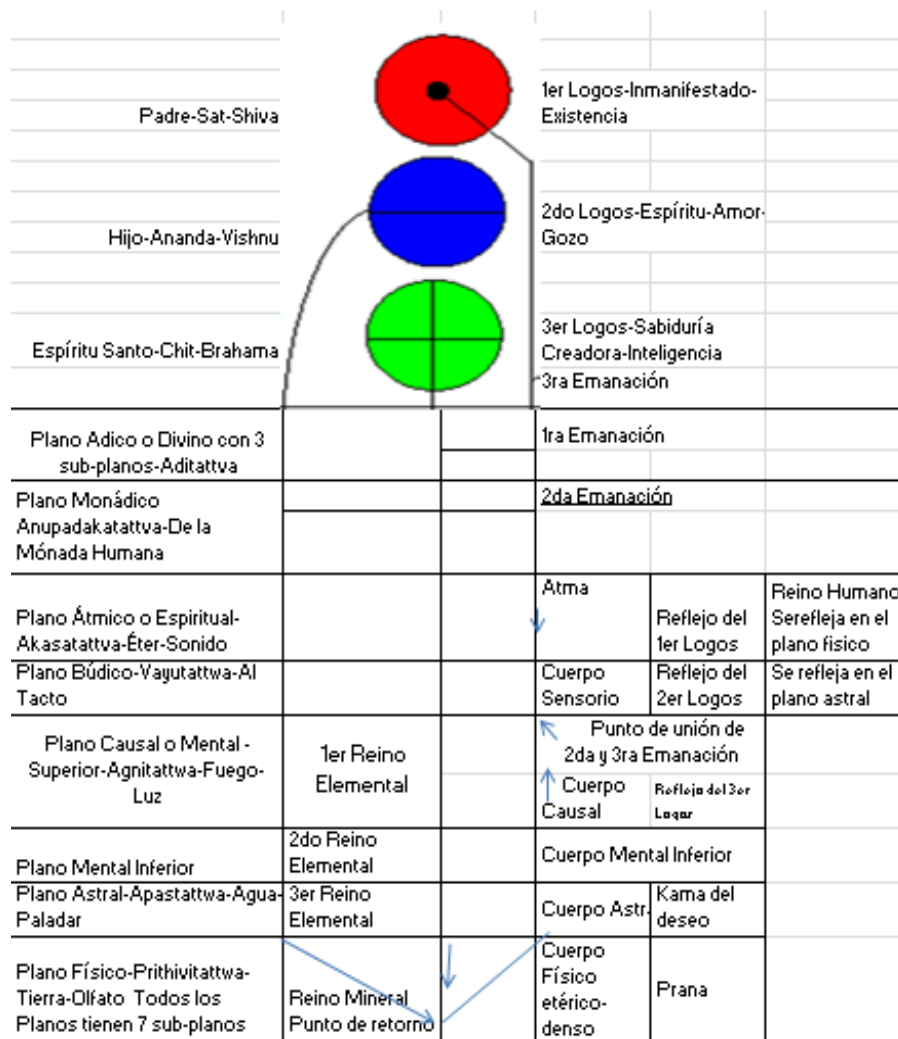 Padre-Sat-Shiva
1er Logos-Inmanifestado-
Existencia
Hijo-Ananda-Vishnu
2do Logos-Espíritu-Amor-
Gozo
Espíritu Santo-Chit-Brahama
3er Logos-Sabiduría
Creadora-Inteligencia
3ra Emanación
Plano Adico o Divino con 3
sub-planos-Aditattva
1ra Emanación
Plano Monádico
Anupadakatattva-De la
Mónada Humana
2da Emanación
Plano Átmico o Espiritual-
Akasatattva-Éter-Sonido
Atma
Reflejo del
1er Logos
Reino Humano
Serefleja en el
plano fisico
Plano Búdico-Vayutattwa-Al
Tacto
Cuerpo
Sensorio
Reflejo del
2er Logos
Se refleja en el
plano astral
Plano Causal o Mental -
Superior-Agnitattwa-Fuego-
Luz
1er Reino
Elemental
Punto de unión de
2da y 3ra Emanación
Cuerpo
Causal
Reflejo del 3er
Logar
Plano Mental Inferior
2do Reino
Elemental
Cuerpo Mental Inferior
Plano Astral-Apastattwa-Agua-
Paladar
3er Reino
Elemental
Cuerpo Astr
Kama del
deseo
Plano Físico-Prithivitattwa-
Tierra-Olfato Todos los
Planos tienen 7 sub-planos
Reino Mineral
Punto de retorno
Cuerpo
Físico
etérico-
denso
Prana